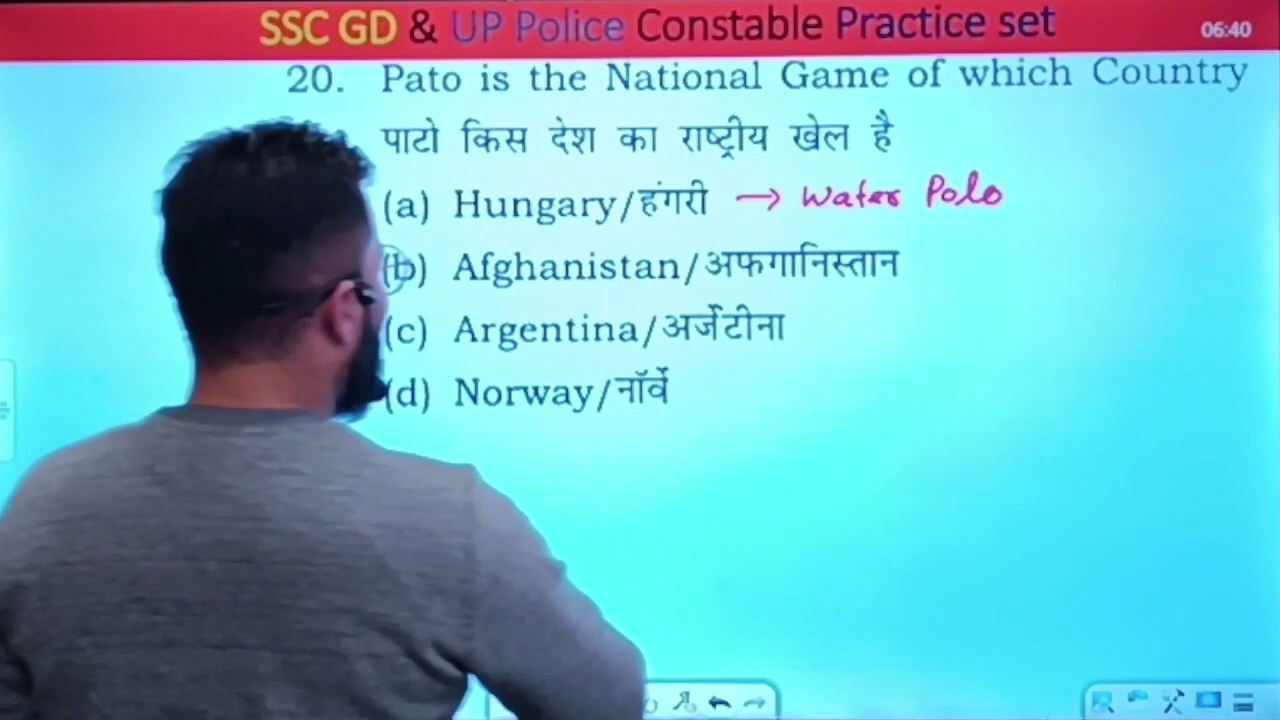 SSC GD & UP Police Constable Practice set
06:40
20. Pato is the National Game of which Country
पाटो किस देश का राष्ट्रीय खेल है
(a) Hungary/हंगरी → Water Polo
(b) Afghanistan/अफगानिस्तान
(c) Argentina/अर्जेंटीना
(d) Norway/नॉर्वे